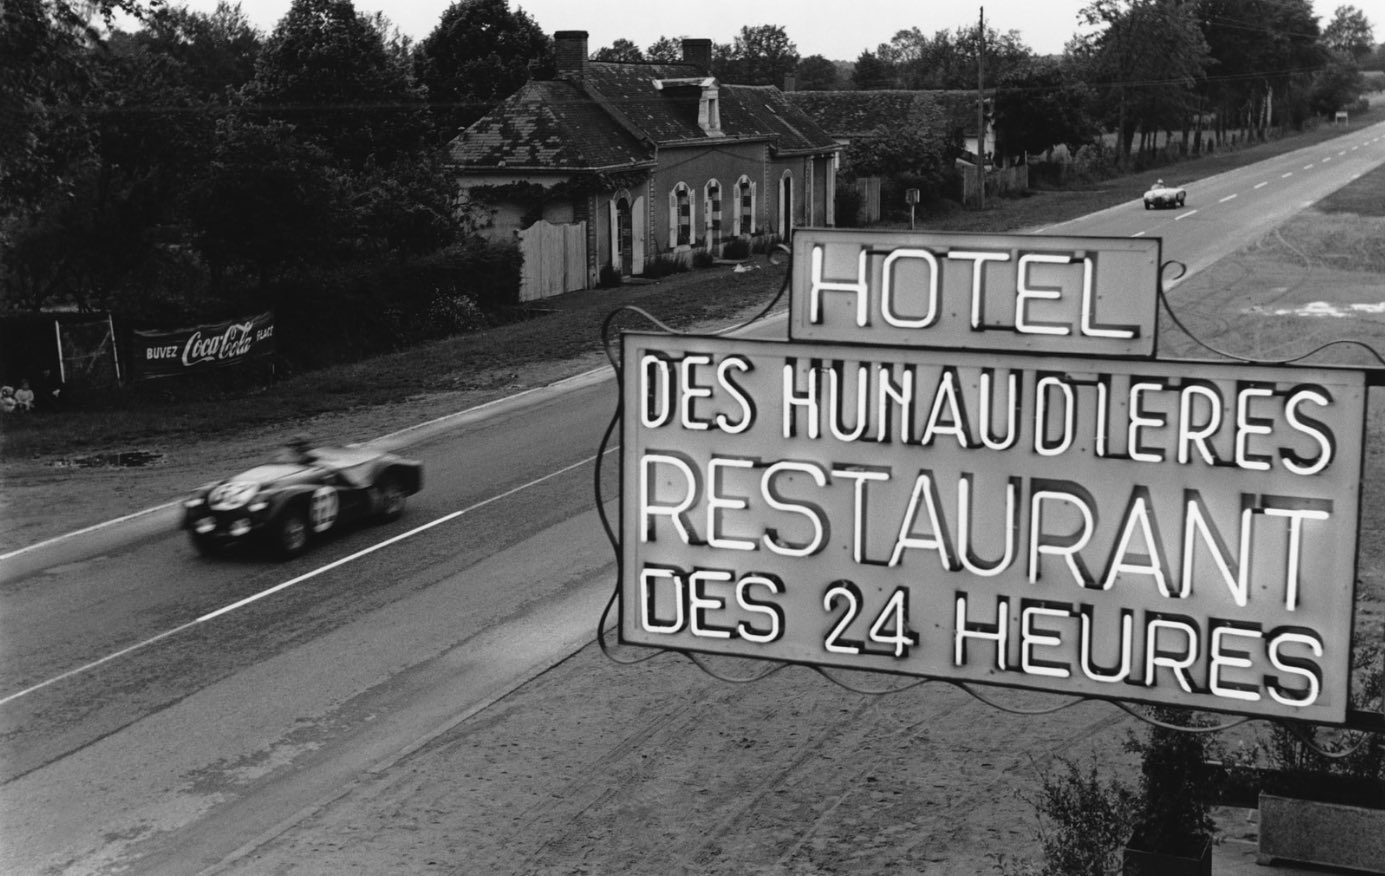 HOTEL
DES HUNAUDIERES
RESTAURANT
DES 24 HEURES
BUVEZ Coca-Cola GLACÉ